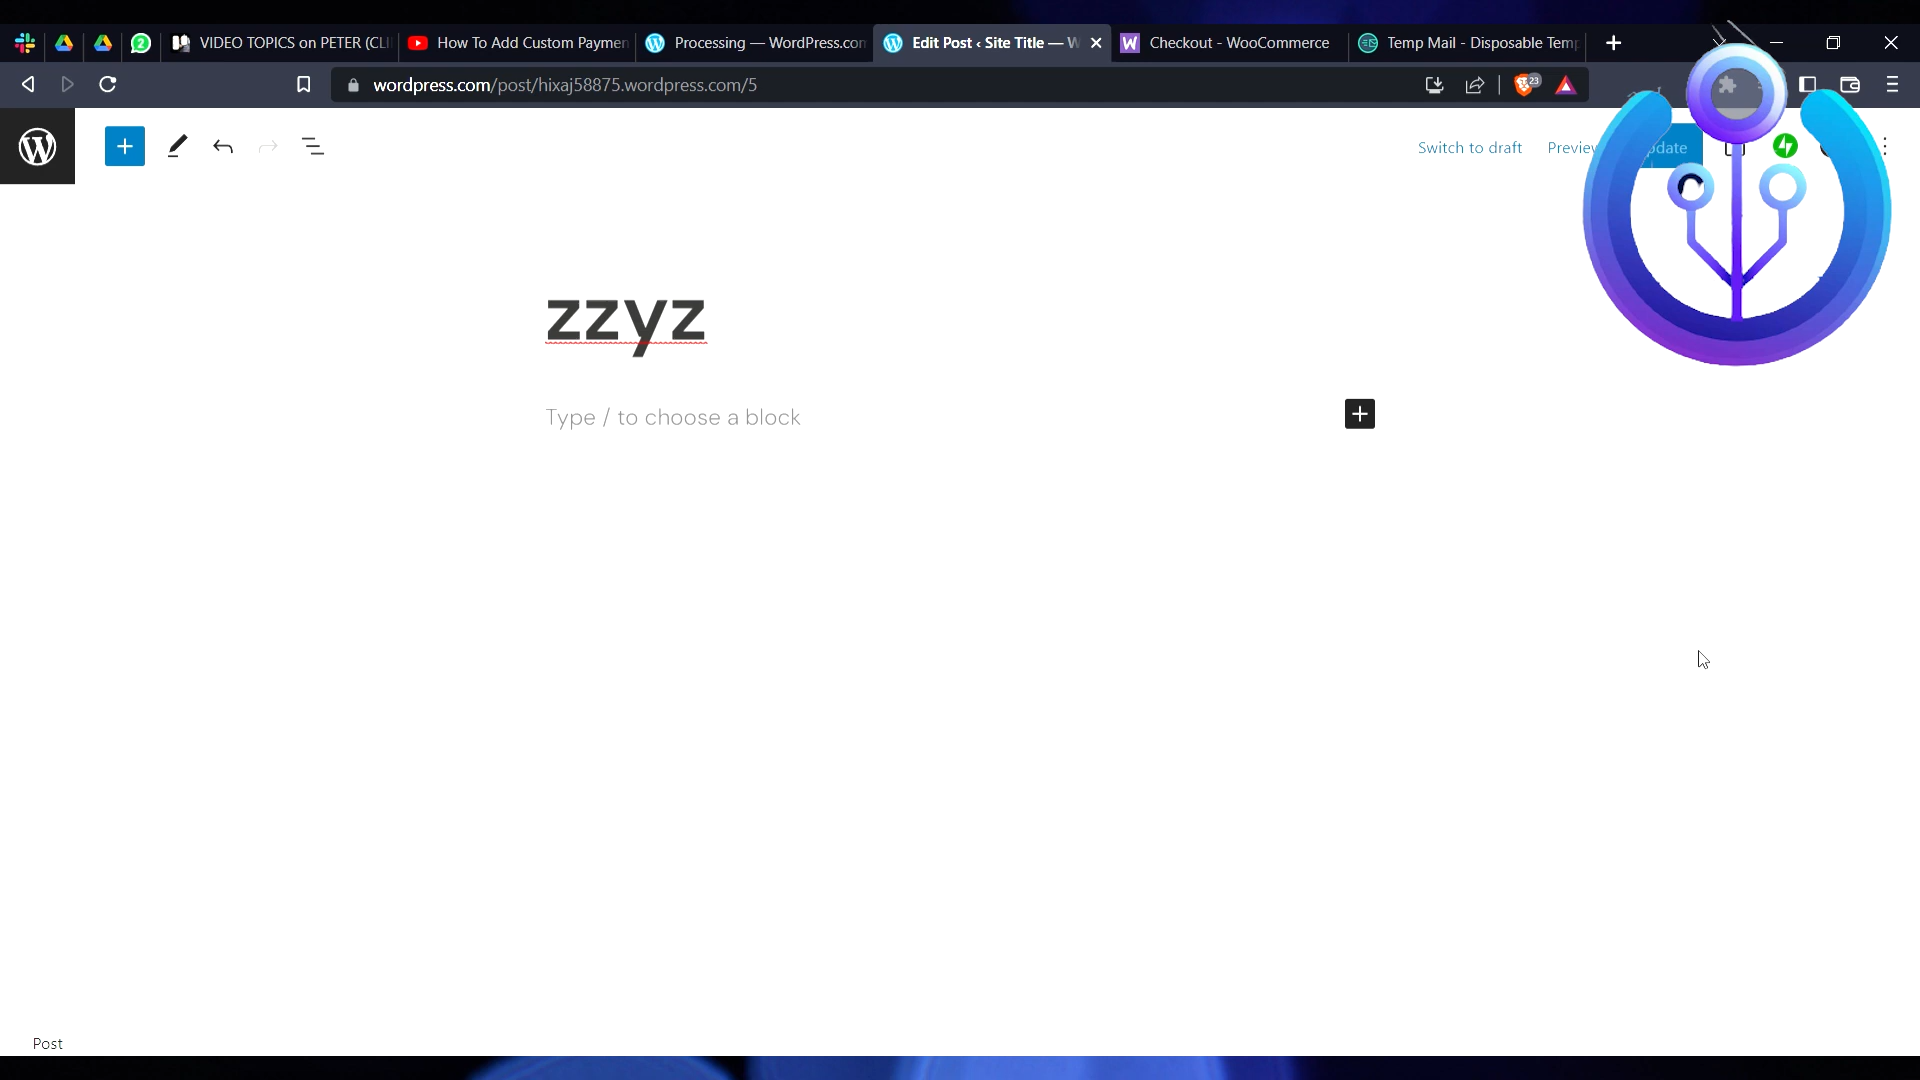 VIDEO TOPICS on PETER (CLI
How To Add Custom Paymen
Processing — WordPress.com
Edit Post ‹ Site Title — W
Checkout - WooCommerce
Temp Mail - Disposable Temp
wordpress.com/post/hixaj58875.wordpress.com/5
23
Switch to draft
Preview
zzyz
Type / to choose a block
Post